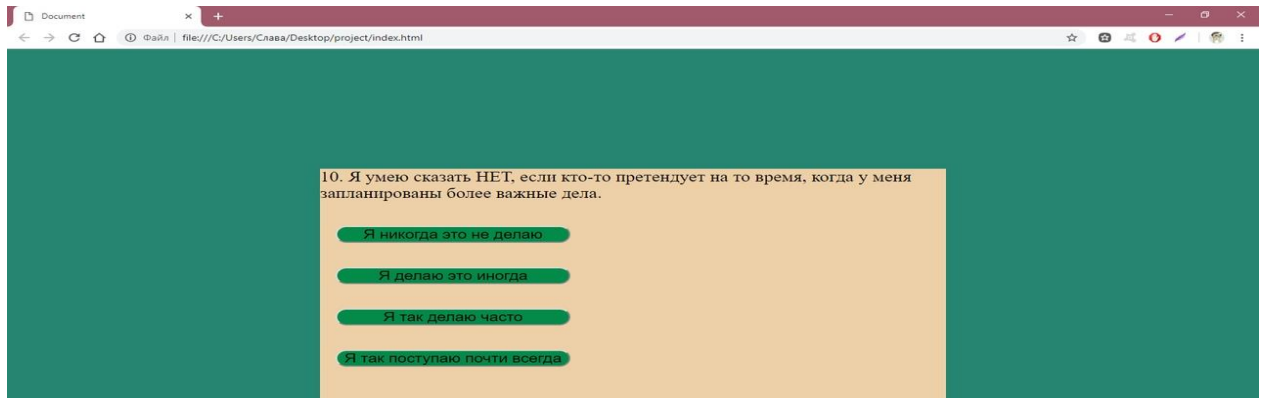 Document
Файл | file:///C:/Users/Слава/Desktop/project/index.html
10. Я умею сказать НЕТ, если кто-то претендует на то время, когда у меня
запланированы более важные дела.
Я никогда это не делаю
Я делаю это иногда
Я так делаю часто
Я так поступаю почти всегда